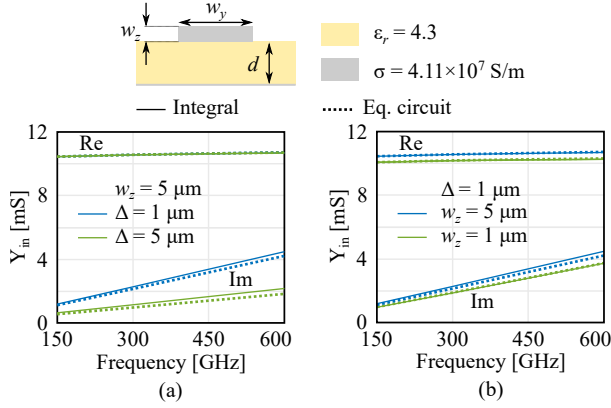 w_y
w_z
d
ε_r = 4.3
σ = 4.11×10⁷ S/m
Integral
Eq. circuit
12
8
4
0
Y_in [mS]
Re
w_z = 5 μm
Δ = 1 μm
Δ = 5 μm
Im
150 300 450 600
Frequency [GHz]
(a)
12
8
4
0
Y_in [mS]
Re
Δ = 1 μm
w_z = 5 μm
w_z = 1 μm
Im
150 300 450 600
Frequency [GHz]
(b)